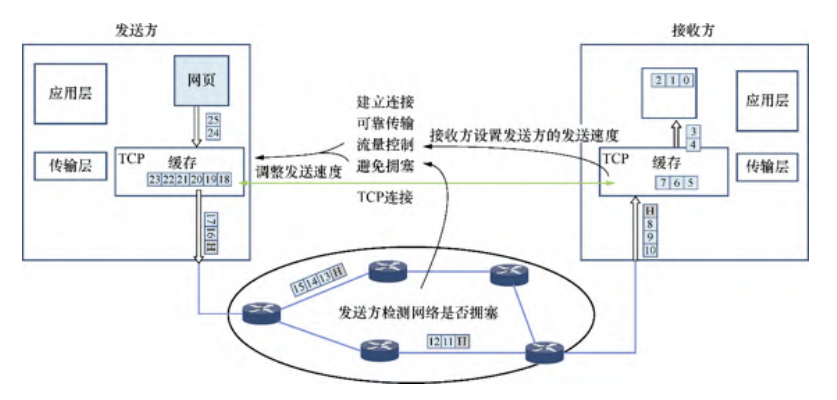 发送方
接收方
应用层
网页
25
24
传输层
TCP
缓存
23 22 21 20 19 18
17 16 H
建立连接
可靠传输
流量控制
避免拥塞
调整发送速度
接收方设置发送方的发送速度
TCP连接
2 1 0
应用层
3
4
TCP
缓存
7 6 5
传输层
H
8
9
10
15 14 13 H
发送方检测网络是否拥塞
12 11 H